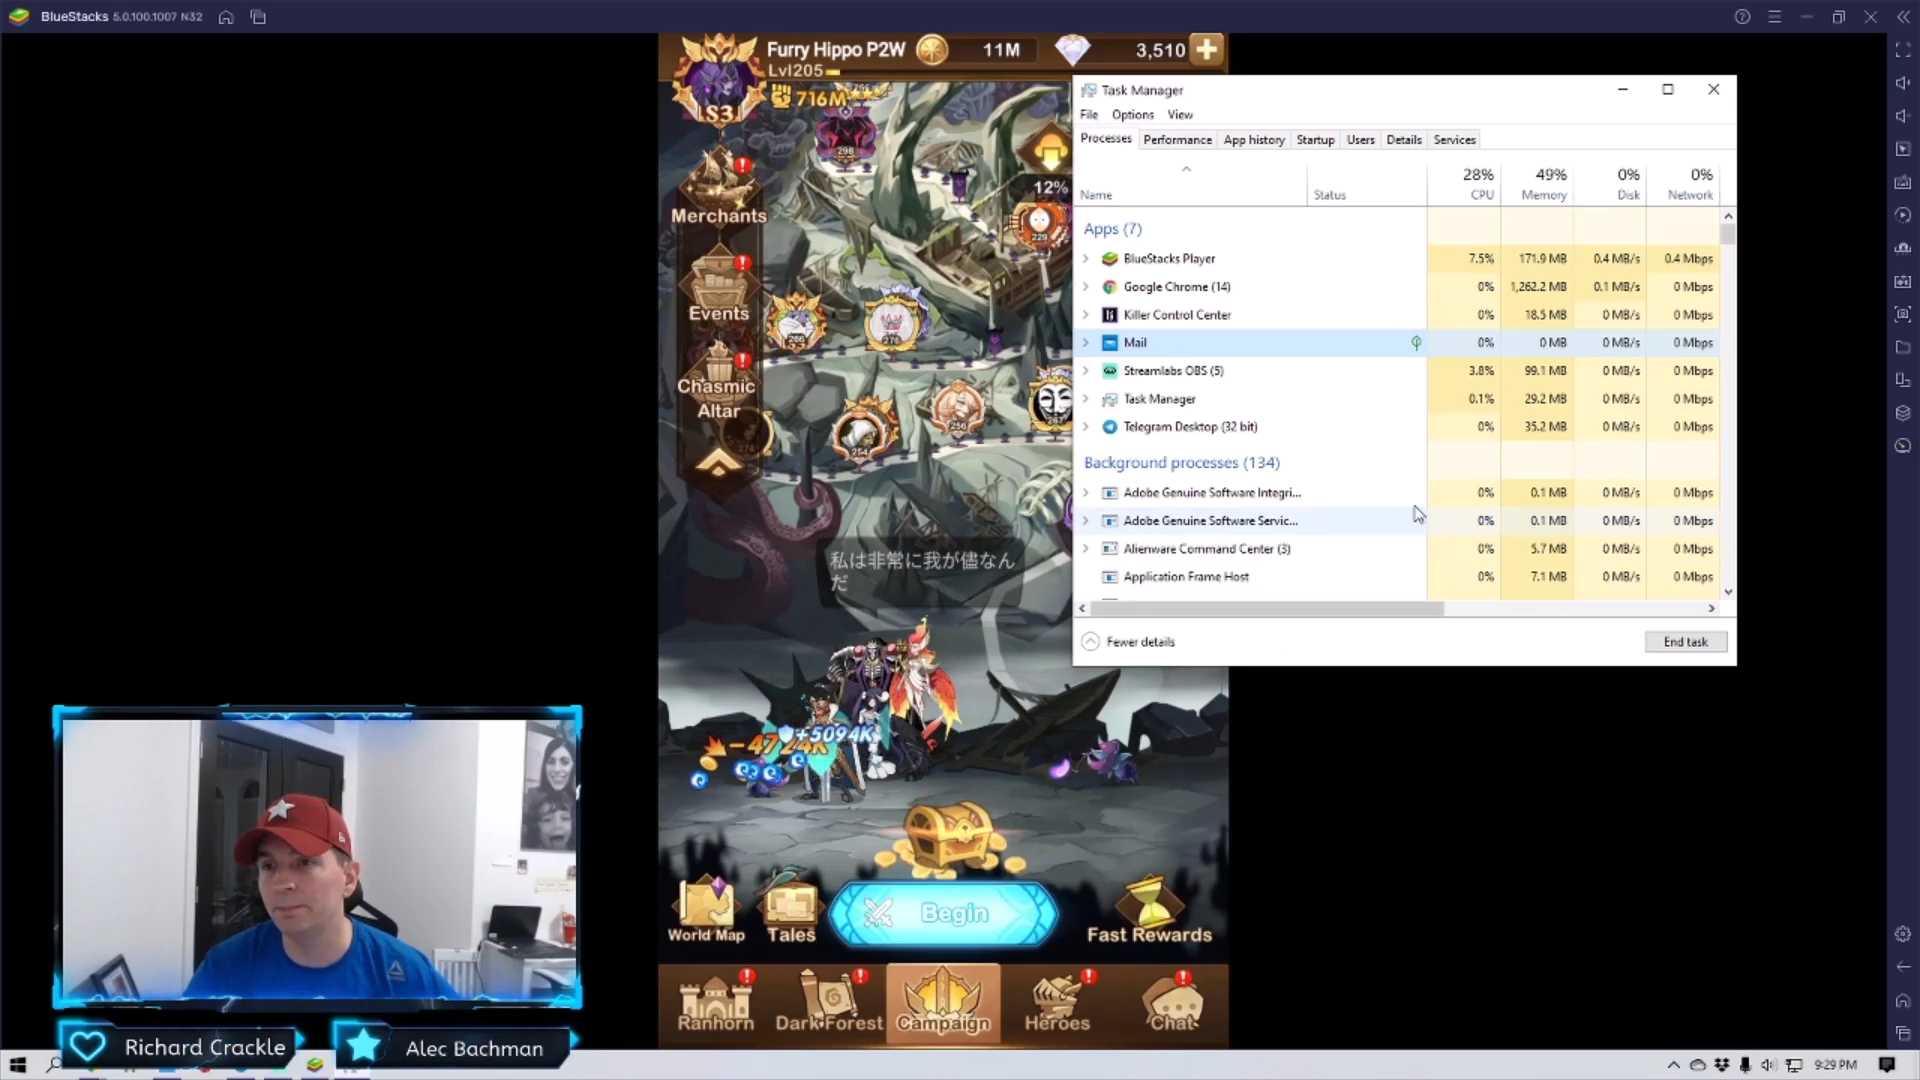 BlueStacks 5.0.100.1007 N32
Furry Hippo P2W
11M
3,510
Lvl205
S3
716M
298
Merchants
12%
229
Events
266
276
Chasmic
Altar
254
256
267
274
私は非常に我が儘なん
だ
+5094K
Begin
World Map
Tales
Fast Rewards
Ranhorn
Dark Forest
Campaign
Heroes
Chat
Task Manager
File Options View
Processes Performance App history Startup Users Details Services
28% 49% 0% 0%
Name Status CPU Memory Disk Network
Apps (7)
BlueStacks Player 7.5% 171.9 MB 0.4 MB/s 0.4 Mbps
Google Chrome (14) 0% 1,262.2 MB 0.1 MB/s 0 Mbps
Killer Control Center 0% 18.5 MB 0 MB/s 0 Mbps
Mail 0% 0 MB 0 MB/s 0 Mbps
Streamlabs OBS (5) 3.8% 99.1 MB 0 MB/s 0 Mbps
Task Manager 0.1% 29.2 MB 0 MB/s 0 Mbps
Telegram Desktop (32 bit) 0% 35.2 MB 0 MB/s 0 Mbps
Background processes (134)
Adobe Genuine Software Integri... 0% 0.1 MB 0 MB/s 0 Mbps
Adobe Genuine Software Servic... 0% 0.1 MB 0 MB/s 0 Mbps
Alienware Command Center (3) 0% 5.7 MB 0 MB/s 0 Mbps
Application Frame Host 0% 7.1 MB 0 MB/s 0 Mbps
Fewer details
End task
Richard Crackle
Alec Bachman
9:29 PM